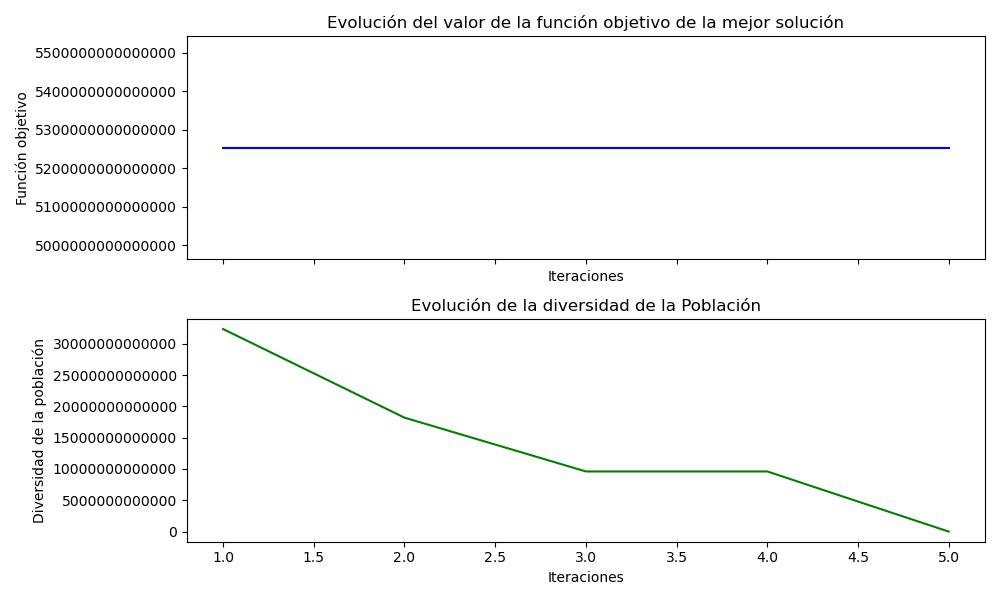 Evolución del valor de la función objetivo de la mejor solución
Función objetivo
5500000000000000
5400000000000000
5300000000000000
5200000000000000
5100000000000000
5000000000000000
Iteraciones
Evolución de la diversidad de la Población
Diversidad de la población
30000000000000
25000000000000
20000000000000
15000000000000
10000000000000
5000000000000
0
1.0 1.5 2.0 2.5 3.0 3.5 4.0 4.5 5.0
Iteraciones